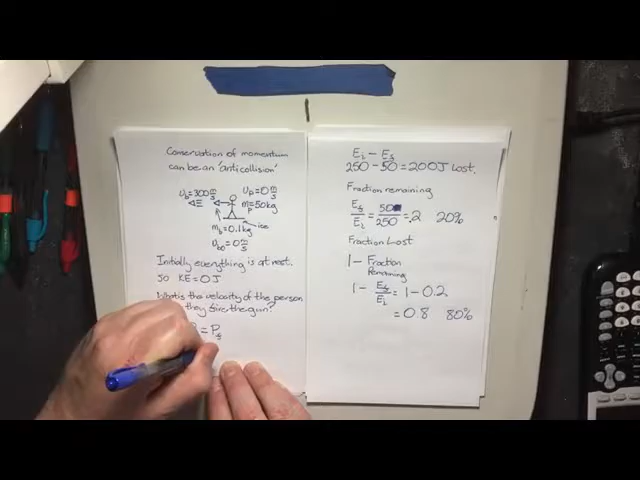 Conservation of momentum
can be an 'anticollision'
v_b=300 m/s v_p=0 m/s
m_p=50kg
m_b=0.1kg ice
v_bo=0 m/s
Initially everything is at rest.
so KE=0J
What is the velocity of the person
they fire the gun?
= P_f
E_i - E_f
250 - 50 = 200J Lost.
Fraction remaining
E_f/E_i = 50/250 = .2 20%
Fraction Lost
1 - Fraction
Remaining
1 - E_f/E_i = 1 - 0.2
= 0.8 80%